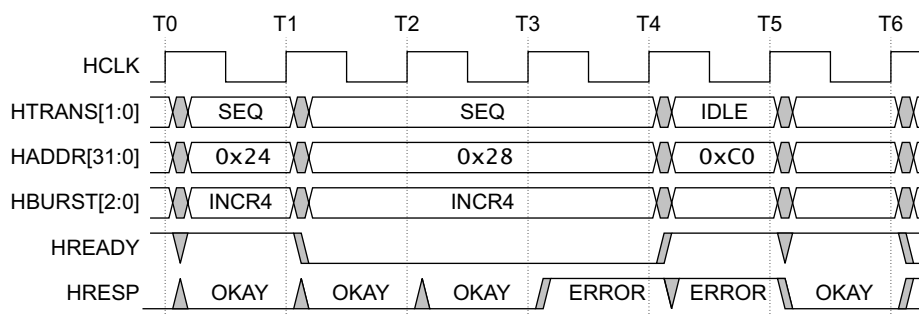 T0 T1 T2 T3 T4 T5 T6
HCLK
HTRANS[1:0] SEQ SEQ IDLE
HADDR[31:0] 0x24 0x28 0xC0
HBURST[2:0] INCR4 INCR4
HREADY
HRESP OKAY OKAY OKAY ERROR ERROR OKAY